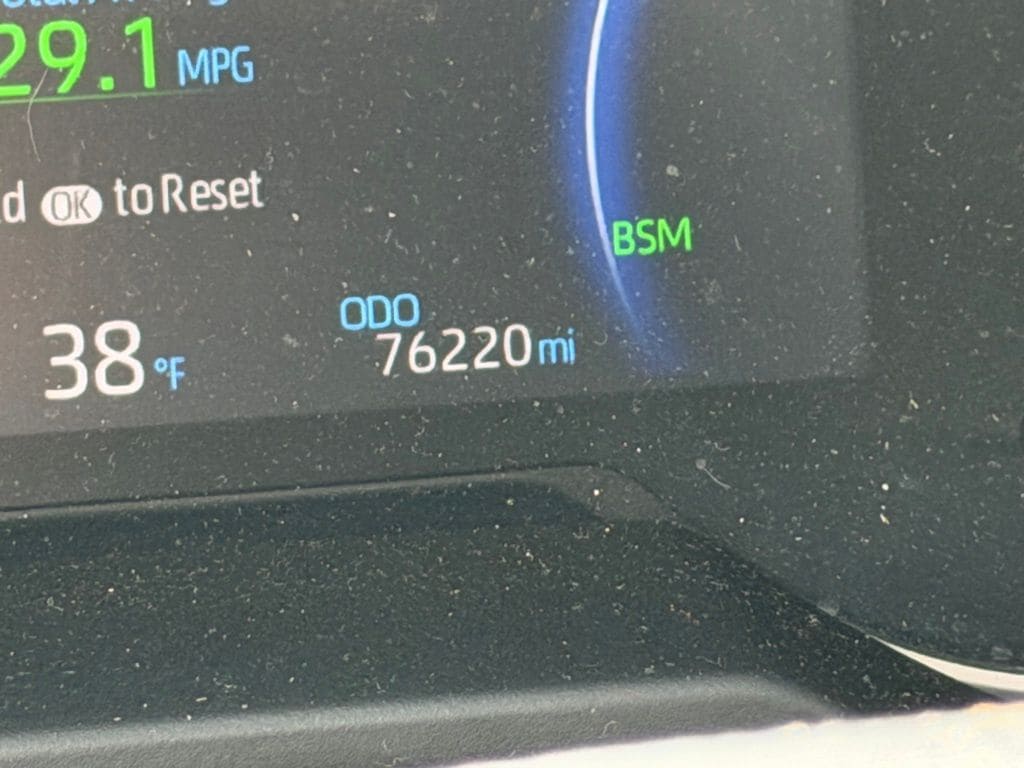 29.1 MPG
d OK to Reset
BSM
ODO
38 °F 76220 mi